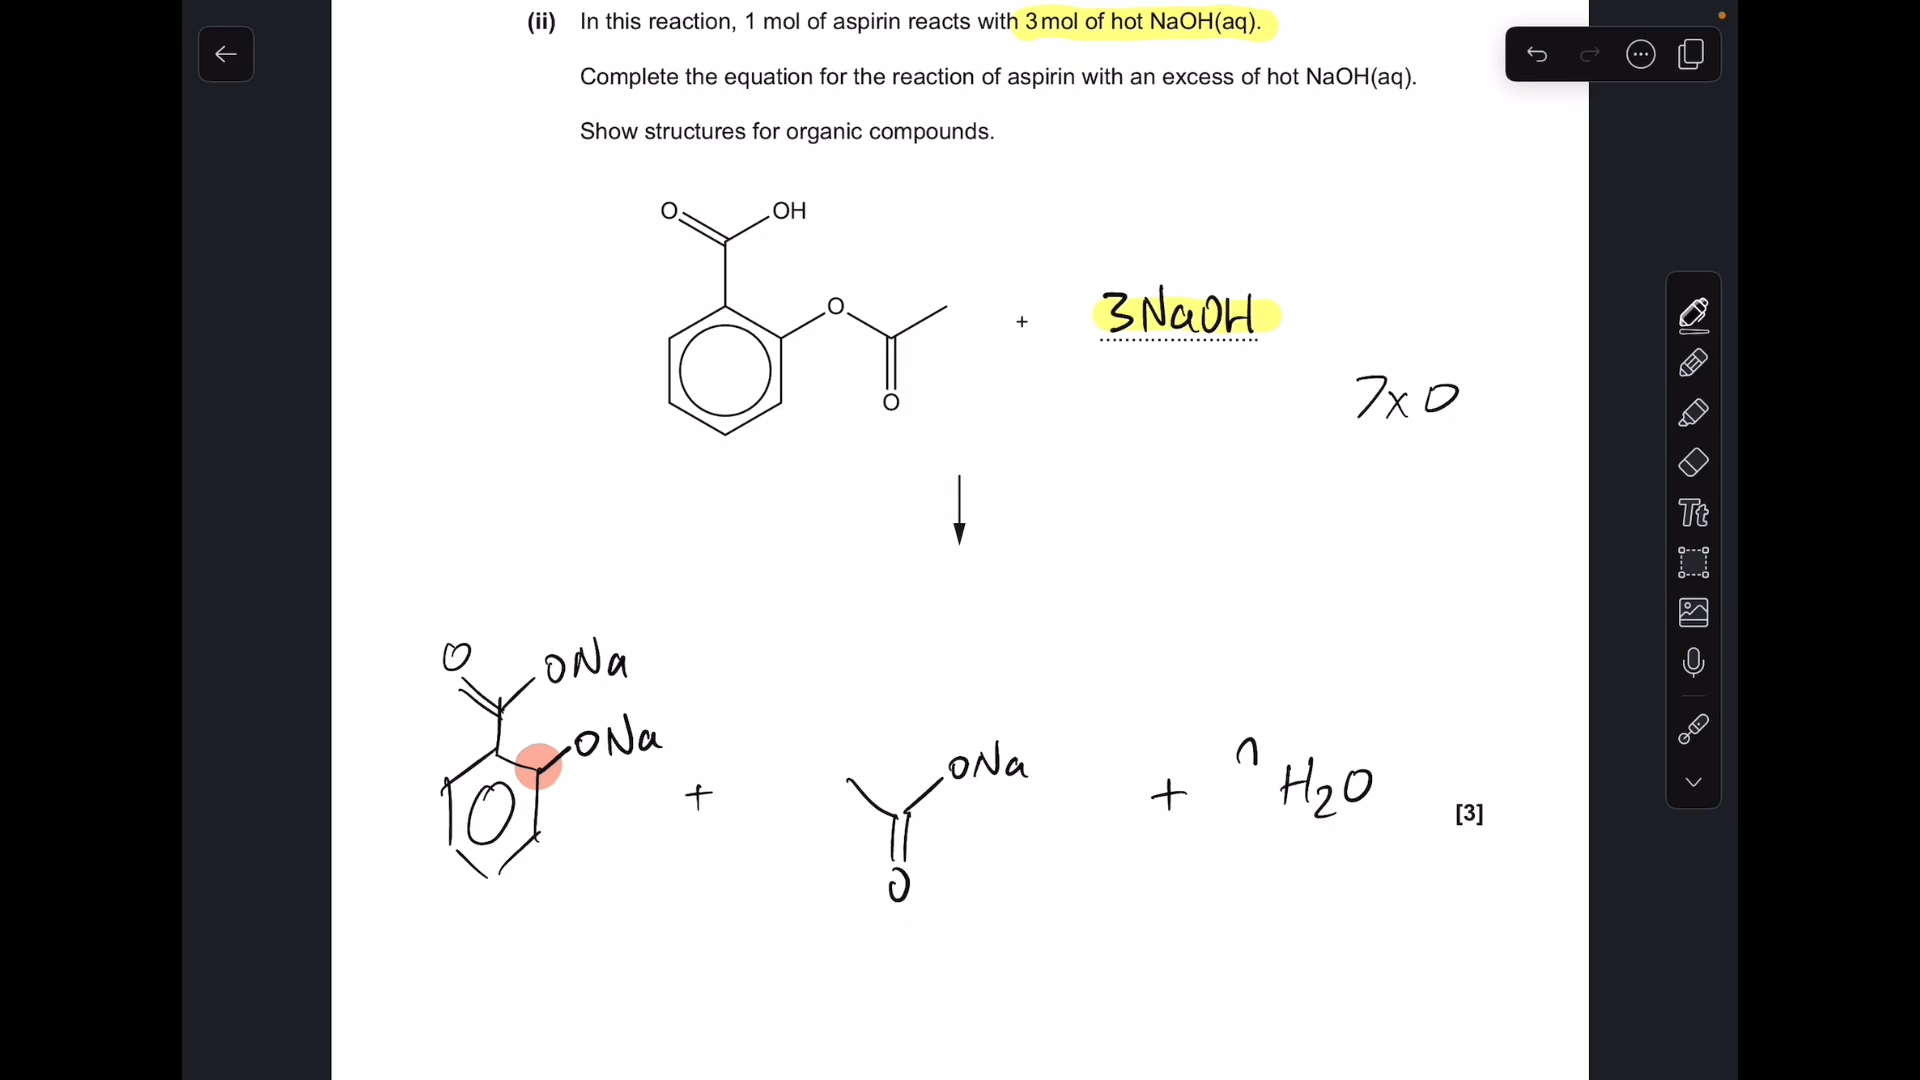 (ii) In this reaction, 1 mol of aspirin reacts with 3 mol of hot NaOH(aq).
Complete the equation for the reaction of aspirin with an excess of hot NaOH(aq).
Show structures for organic compounds.
O OH
O
+ 3NaOH
O
7x O
O ONa
ONa
+
ONa
+
H2O
[3]
O
Tt